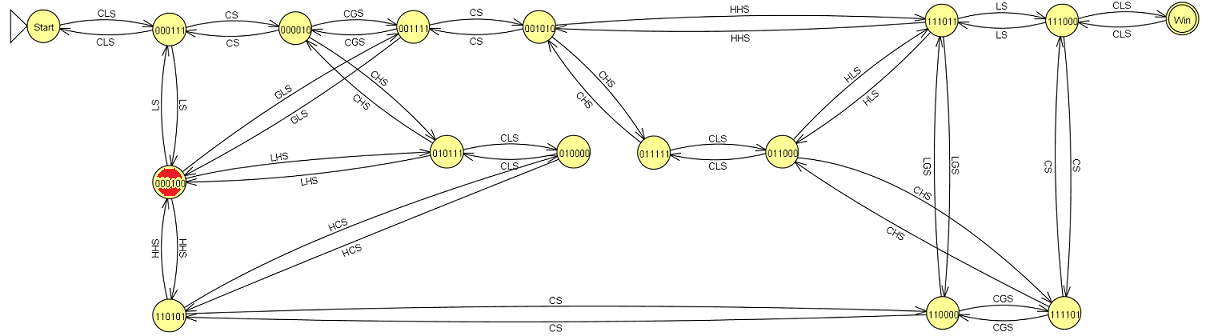 CLS
CS
CGS
CS
HHS
LS
CLS
Start
000111
000010
001111
001010
111011
111000
Win
CLS
CS
CGS
CS
HHS
LS
CLS
GLS
GLS
CHS
CHS
CHS
CHS
HLS
HLS
LS
LS
CLS
CLS
LHS
010111
010000
011111
011000
CLS
CLS
LGS
LGS
CS
CS
000100
LHS
CHS
CHS
HHS
HHS
HCS
HCS
CS
CGS
110101
110000
111101
CS
CGS